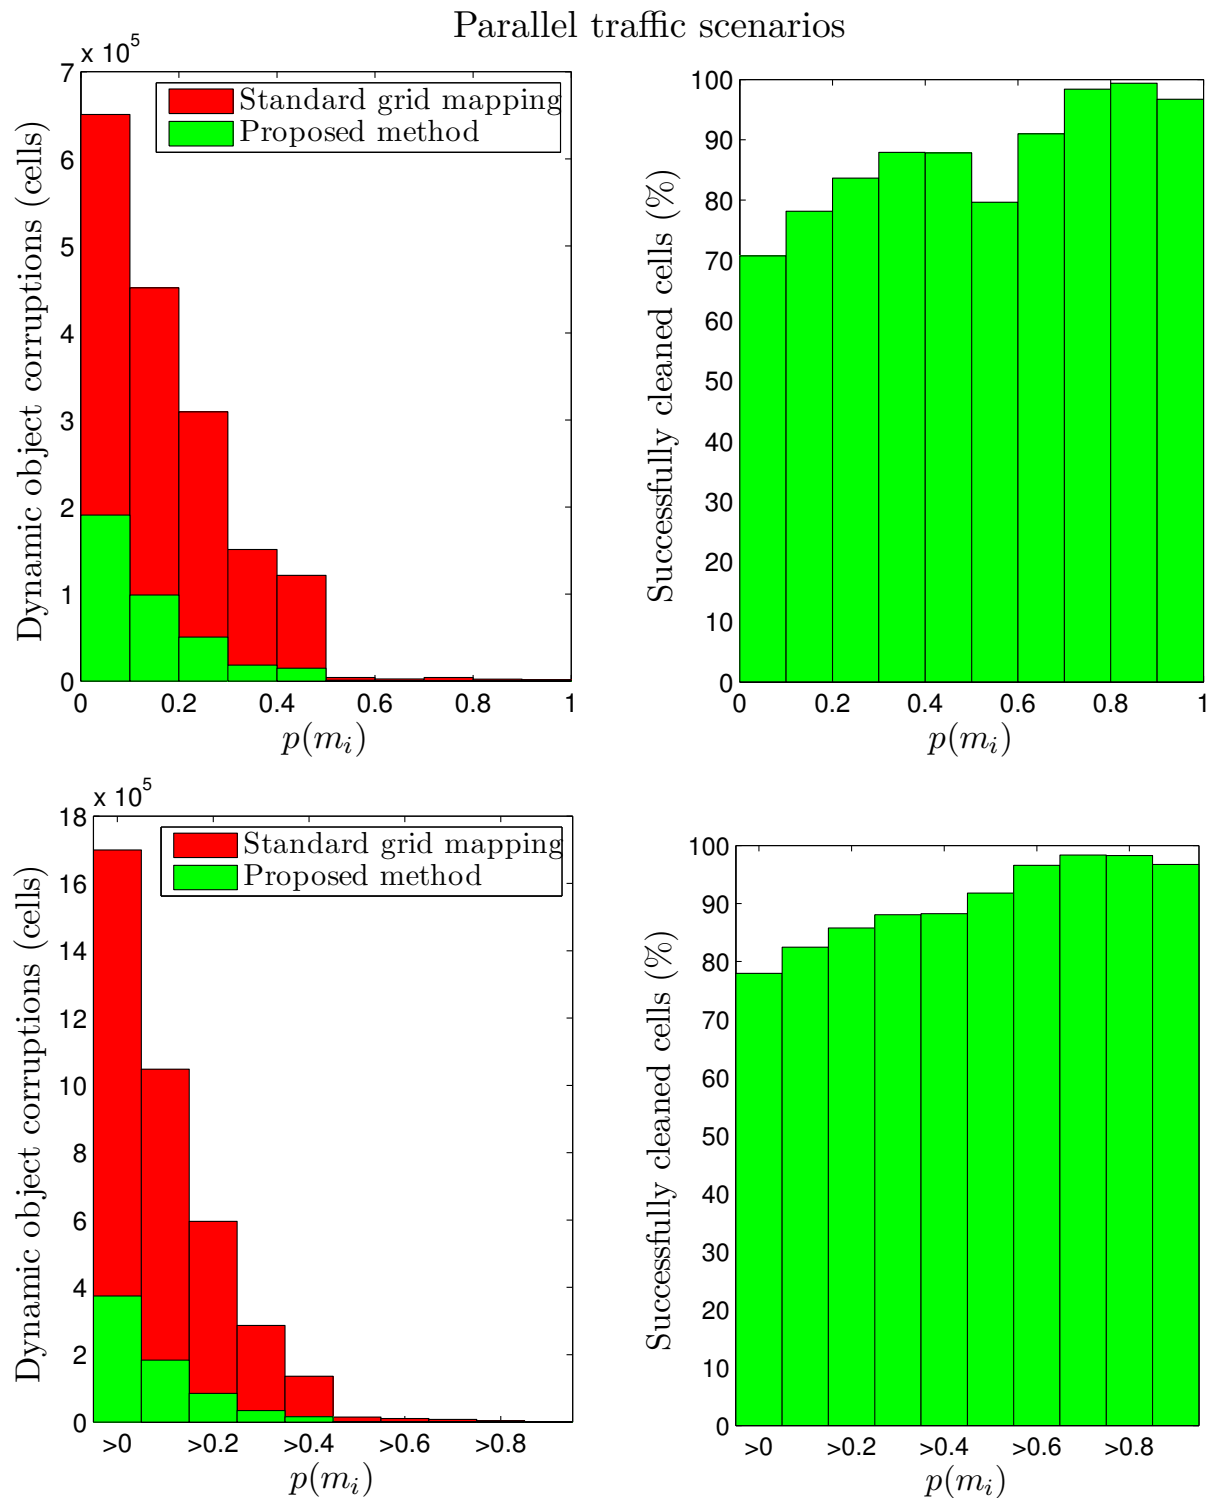 Parallel traffic scenarios
x 10^5
7
6
5
4
3
2
1
0
Dynamic object corruptions (cells)
Standard grid mapping
Proposed method
0 0.2 0.4 0.6 0.8 1
p(m_i)
100
90
80
70
60
50
40
30
20
10
0
Successfully cleaned cells (%)
0 0.2 0.4 0.6 0.8 1
p(m_i)
x 10^5
18
16
14
12
10
8
6
4
2
0
Dynamic object corruptions (cells)
Standard grid mapping
Proposed method
>0 >0.2 >0.4 >0.6 >0.8
p(m_i)
100
90
80
70
60
50
40
30
20
10
0
Successfully cleaned cells (%)
>0 >0.2 >0.4 >0.6 >0.8
p(m_i)